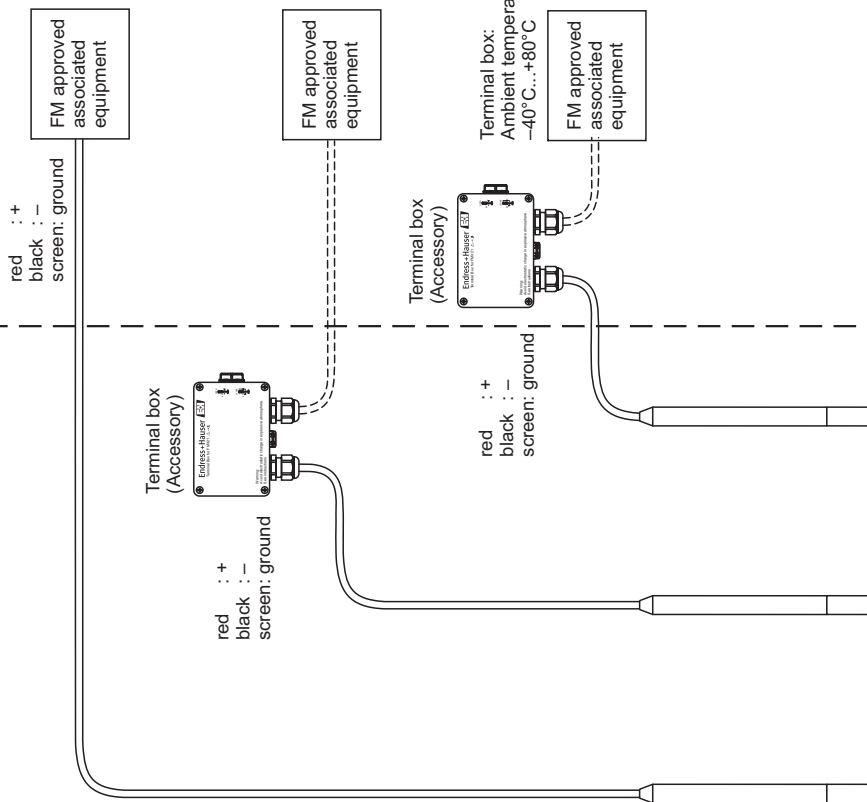 red : +
black : –
screen: ground
FM approved
associated
equipment
Terminal box
(Accessory)
Endress+Hauser
red : +
black : –
screen: ground
FM approved
associated
equipment
Terminal box
(Accessory)
Endress+Hauser
red : +
black : –
screen: ground
Terminal box:
Ambient tempera
–40°C...+80°C
FM approved
associated
equipment